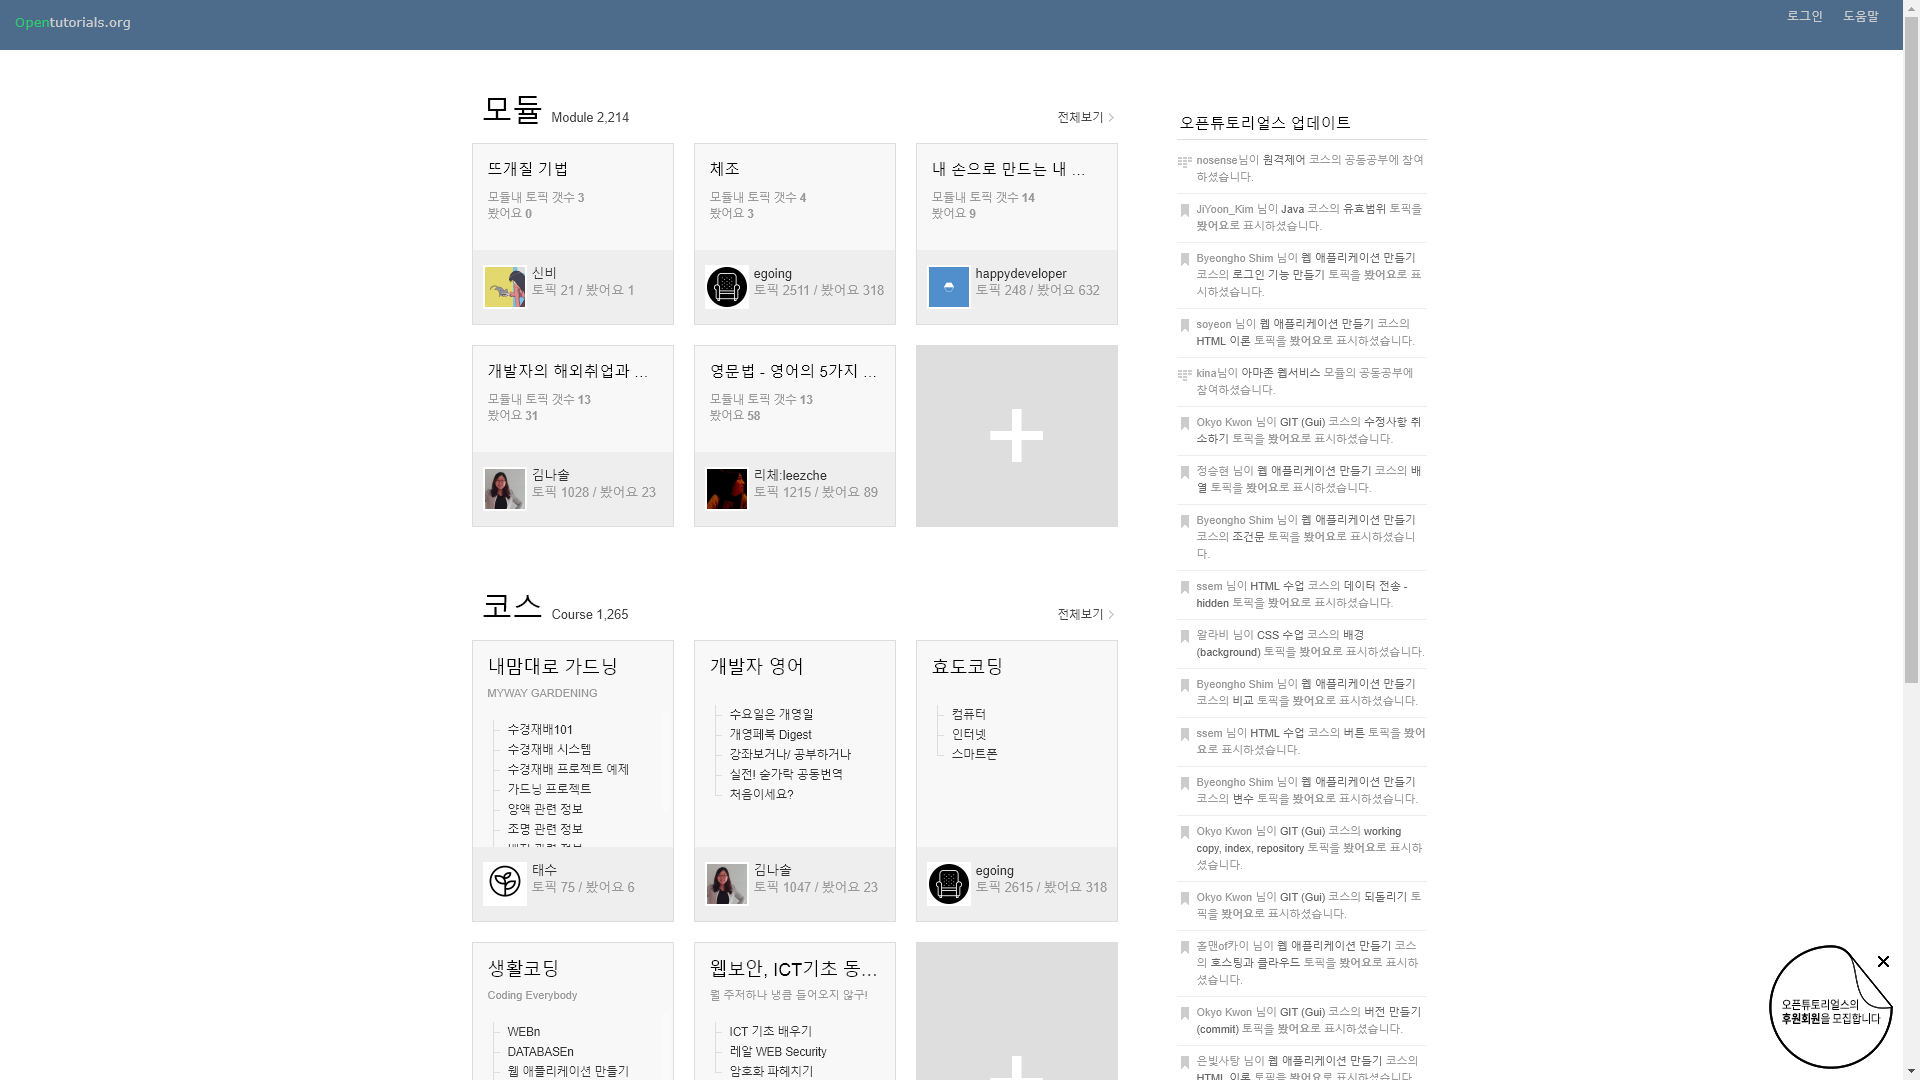 Opentutorials.org
로그인 도움말
모듈 Module 2,214
전체보기
뜨개질 기법
모듈내 토픽 갯수 3
봤어요 0
신비
토픽 21 / 봤어요 1
체조
모듈내 토픽 갯수 4
봤어요 3
egoing
토픽 2511 / 봤어요 318
내 손으로 만드는 내 ...
모듈내 토픽 갯수 14
봤어요 9
happydeveloper
토픽 248 / 봤어요 632
개발자의 해외취업과 ...
모듈내 토픽 갯수 13
봤어요 31
김나솔
토픽 1028 / 봤어요 23
영문법 - 영어의 5가지 ...
모듈내 토픽 갯수 13
봤어요 58
리체:leezche
토픽 1215 / 봤어요 89
코스 Course 1,265
전체보기
내맘대로 가드닝
MYWAY GARDENING
수경재배101
수경재배 시스템
수경재배 프로젝트 예제
가드닝 프로젝트
양액 관련 정보
조명 관련 정보
태수
토픽 75 / 봤어요 6
개발자 영어
수요일은 개영일
개영페북 Digest
강좌보거나/ 공부하거나
실전! 숟가락 공동번역
처음이세요?
김나솔
토픽 1047 / 봤어요 23
효도코딩
컴퓨터
인터넷
스마트폰
egoing
토픽 2615 / 봤어요 318
생활코딩
Coding Everybody
WEBn
DATABASEn
웹 애플리케이션 만들기
웹보안, ICT기초 동...
뭘 주저하나 냉큼 들어오지 않구!
ICT 기초 배우기
레알 WEB Security
암호화 파헤치기
오픈튜토리얼스 업데이트
nosense님이 원격제어 코스의 공동공부에 참여
하셨습니다.
JiYoon_Kim 님이 Java 코스의 유효범위 토픽을
봤어요로 표시하셨습니다.
Byeongho Shim 님이 웹 애플리케이션 만들기
코스의 로그인 기능 만들기 토픽을 봤어요로 표
시하셨습니다.
soyeon 님이 웹 애플리케이션 만들기 코스의
HTML 이론 토픽을 봤어요로 표시하셨습니다.
kina님이 아마존 웹서비스 모듈의 공동공부에
참여하셨습니다.
Okyo Kwon 님이 GIT (Gui) 코스의 수정사항 취
소하기 토픽을 봤어요로 표시하셨습니다.
정승현 님이 웹 애플리케이션 만들기 코스의 배
열 토픽을 봤어요로 표시하셨습니다.
Byeongho Shim 님이 웹 애플리케이션 만들기
코스의 조건문 토픽을 봤어요로 표시하셨습니
다.
ssem 님이 HTML 수업 코스의 데이터 전송 -
hidden 토픽을 봤어요로 표시하셨습니다.
왈라비 님이 CSS 수업 코스의 배경
(background) 토픽을 봤어요로 표시하셨습니다.
Byeongho Shim 님이 웹 애플리케이션 만들기
코스의 비교 토픽을 봤어요로 표시하셨습니다.
ssem 님이 HTML 수업 코스의 버튼 토픽을 봤어
요로 표시하셨습니다.
Byeongho Shim 님이 웹 애플리케이션 만들기
코스의 변수 토픽을 봤어요로 표시하셨습니다.
Okyo Kwon 님이 GIT (Gui) 코스의 working
copy, index, repository 토픽을 봤어요로 표시하
셨습니다.
Okyo Kwon 님이 GIT (Gui) 코스의 되돌리기 토
픽을 봤어요로 표시하셨습니다.
홈맨of카이 님이 웹 애플리케이션 만들기 코스
의 호스팅과 클라우드 토픽을 봤어요로 표시하
셨습니다.
Okyo Kwon 님이 GIT (Gui) 코스의 버전 만들기
(commit) 토픽을 봤어요로 표시하셨습니다.
은빛사탕 님이 웹 애플리케이션 만들기 코스의
HTML 이론 토픽을 봤어요로 표시하셨습니다.
오픈튜토리얼스의
후원회원을 모집합니다